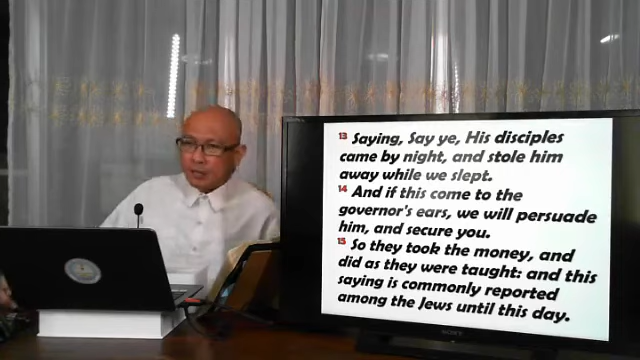 13 Saying, Say ye, His disciples
came by night, and stole him
away while we slept.
14 And if this come to the
governor's ears, we will persuade
him, and secure you.
15 So they took the money, and
did as they were taught: and this
saying is commonly reported
among the Jews until this day.
SONY